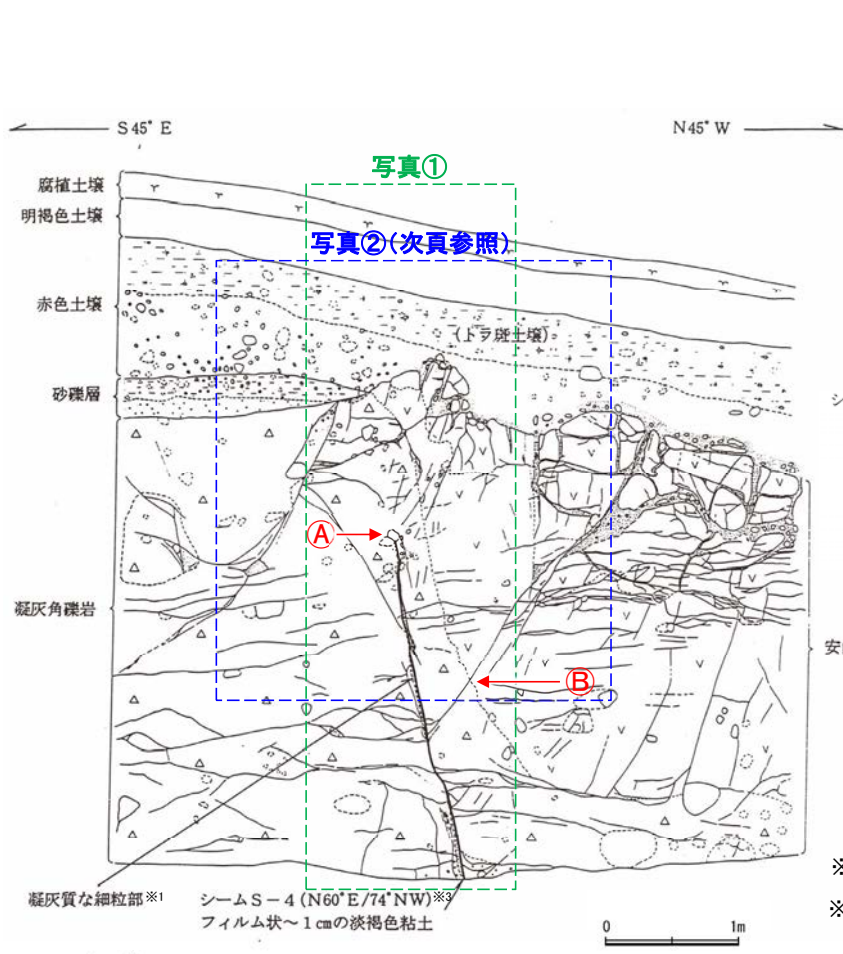 S 45° E
N45° W
写真①
腐植土壌
明褐色土壌
写真②(次頁参照)
赤色土壌
(トラ斑土壌)
砂礫層
シ
Ⓐ
凝灰角礫岩
安
Ⓑ
凝灰質な細粒部※1
シームS-4 (N60°E/74°NW)※3
フィルム状~1㎝の淡褐色粘土
※
※
0 1m